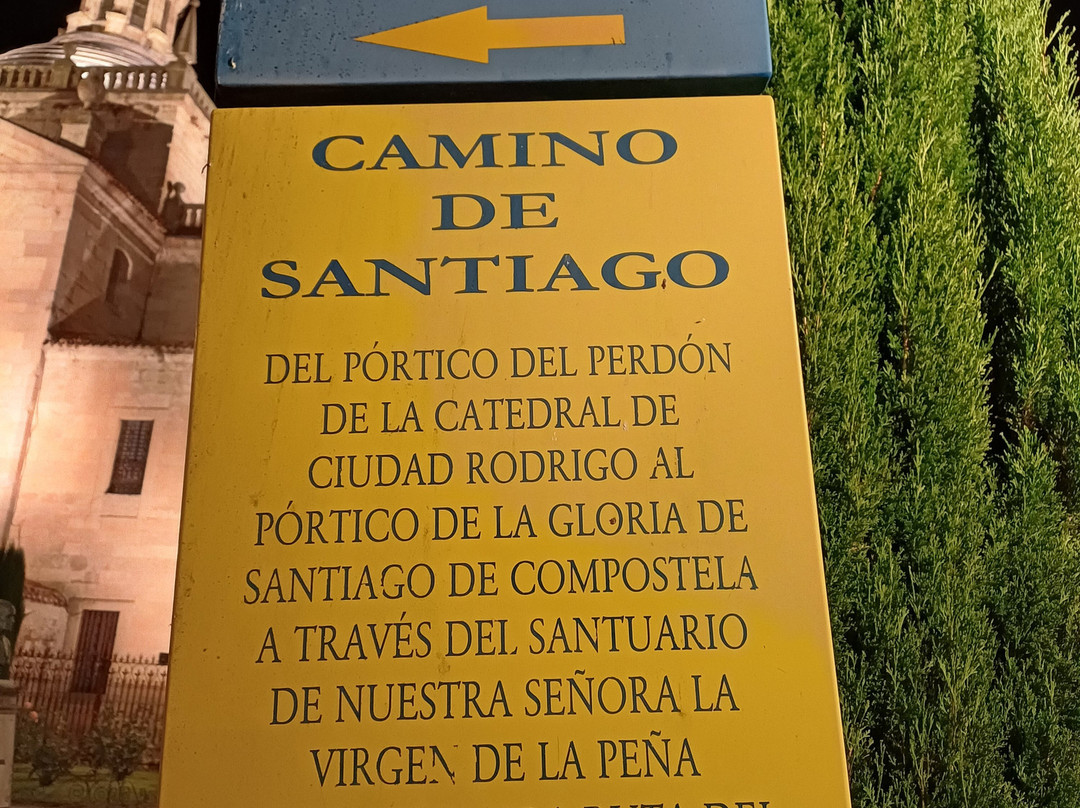 CAMINO
DE
SANTIAGO
DEL PÓRTICO DEL PERDÓN
DE LA CATEDRAL DE
CIUDAD RODRIGO AL
PÓRTICO DE LA GLORIA DE
SANTIAGO DE COMPOSTELA
A TRAVÉS DEL SANTUARIO
DE NUESTRA SEÑORA LA
VIRGEN DE LA PEÑA